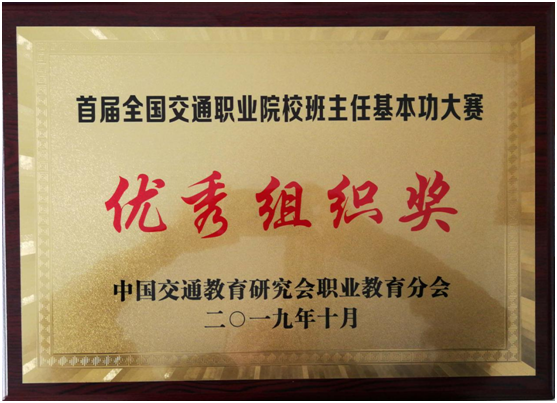 首届全国交通职业院校班主任基本功大赛
优秀组织奖
中国交通教育研究会职业教育分会
二〇一九年十月